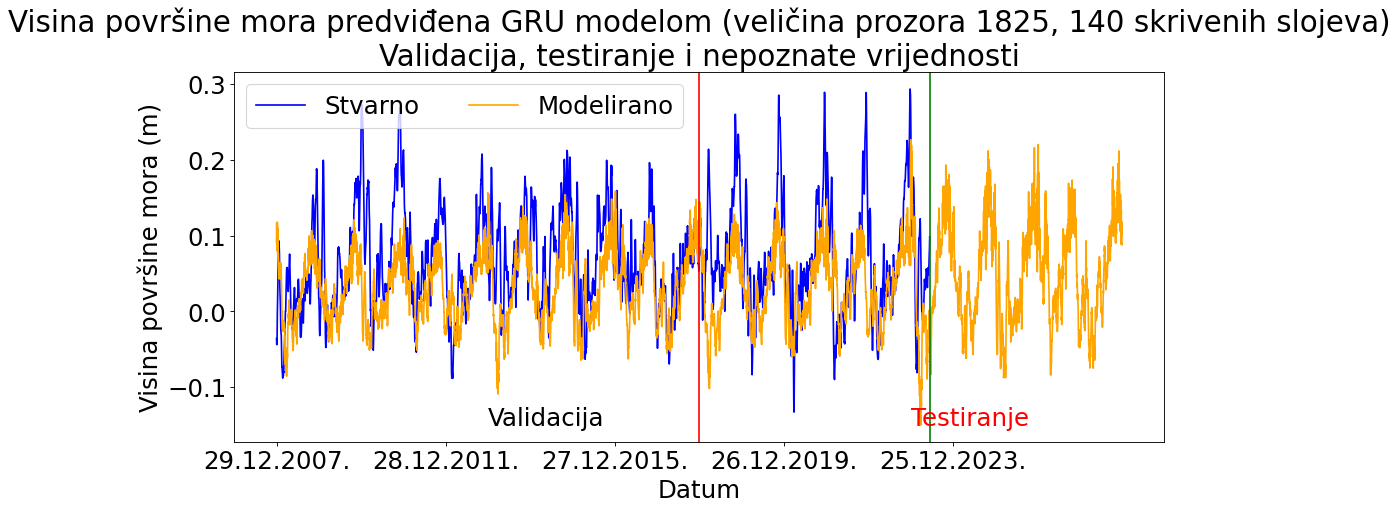 Visina površine mora predviđena GRU modelom (veličina prozora 1825, 140 skrivenih slojeva)
Validacija, testiranje i nepoznate vrijednosti
Stvarno Modelirano
Visina površine mora (m)
0.3
0.2
0.1
0.0
−0.1
Validacija Testiranje
29.12.2007. 28.12.2011. 27.12.2015. 26.12.2019. 25.12.2023.
Datum